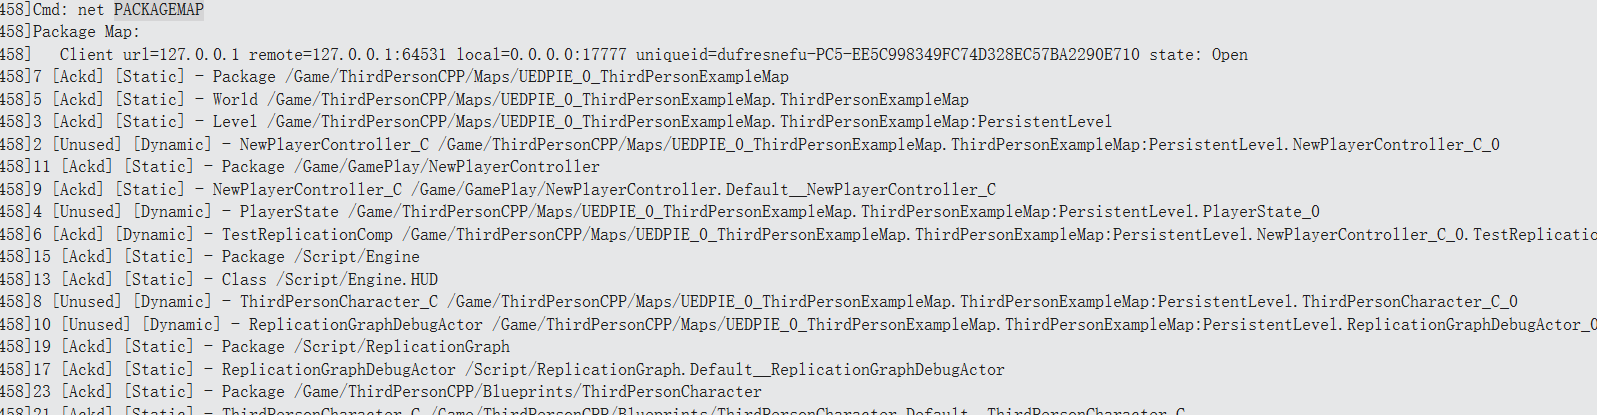 458]Cmd: net PACKAGEMAP
458]Package Map:
458]   Client url=127.0.0.1 remote=127.0.0.1:64531 local=0.0.0.0:17777 uniqueid=dufresnefu-PC5-EE5C998349FC74D328EC57BA2290E710 state: Open
458]7 [Ackd] [Static] - Package /Game/ThirdPersonCPP/Maps/UEDPIE_0_ThirdPersonExampleMap
458]5 [Ackd] [Static] - World /Game/ThirdPersonCPP/Maps/UEDPIE_0_ThirdPersonExampleMap.ThirdPersonExampleMap
458]3 [Ackd] [Static] - Level /Game/ThirdPersonCPP/Maps/UEDPIE_0_ThirdPersonExampleMap.ThirdPersonExampleMap:PersistentLevel
458]2 [Unused] [Dynamic] - NewPlayerController_C /Game/ThirdPersonCPP/Maps/UEDPIE_0_ThirdPersonExampleMap.ThirdPersonExampleMap:PersistentLevel.NewPlayerController_C_0
458]11 [Ackd] [Static] - Package /Game/GamePlay/NewPlayerController
458]9 [Ackd] [Static] - NewPlayerController_C /Game/GamePlay/NewPlayerController.Default__NewPlayerController_C
458]4 [Unused] [Dynamic] - PlayerState /Game/ThirdPersonCPP/Maps/UEDPIE_0_ThirdPersonExampleMap.ThirdPersonExampleMap:PersistentLevel.PlayerState_0
458]6 [Ackd] [Dynamic] - TestReplicationComp /Game/ThirdPersonCPP/Maps/UEDPIE_0_ThirdPersonExampleMap.ThirdPersonExampleMap:PersistentLevel.NewPlayerController_C_0.TestReplicatio
458]15 [Ackd] [Static] - Package /Script/Engine
458]13 [Ackd] [Static] - Class /Script/Engine.HUD
458]8 [Unused] [Dynamic] - ThirdPersonCharacter_C /Game/ThirdPersonCPP/Maps/UEDPIE_0_ThirdPersonExampleMap.ThirdPersonExampleMap:PersistentLevel.ThirdPersonCharacter_C_0
458]10 [Unused] [Dynamic] - ReplicationGraphDebugActor /Game/ThirdPersonCPP/Maps/UEDPIE_0_ThirdPersonExampleMap.ThirdPersonExampleMap:PersistentLevel.ReplicationGraphDebugActor_0
458]19 [Ackd] [Static] - Package /Script/ReplicationGraph
458]17 [Ackd] [Static] - ReplicationGraphDebugActor /Script/ReplicationGraph.Default__ReplicationGraphDebugActor
458]23 [Ackd] [Static] - Package /Game/ThirdPersonCPP/Blueprints/ThirdPersonCharacter
458]21 [Ackd] [Static] - ThirdPersonCharacter_C /Game/ThirdPersonCPP/Blueprints/ThirdPersonCharacter.Default__ThirdPersonCharacter_C